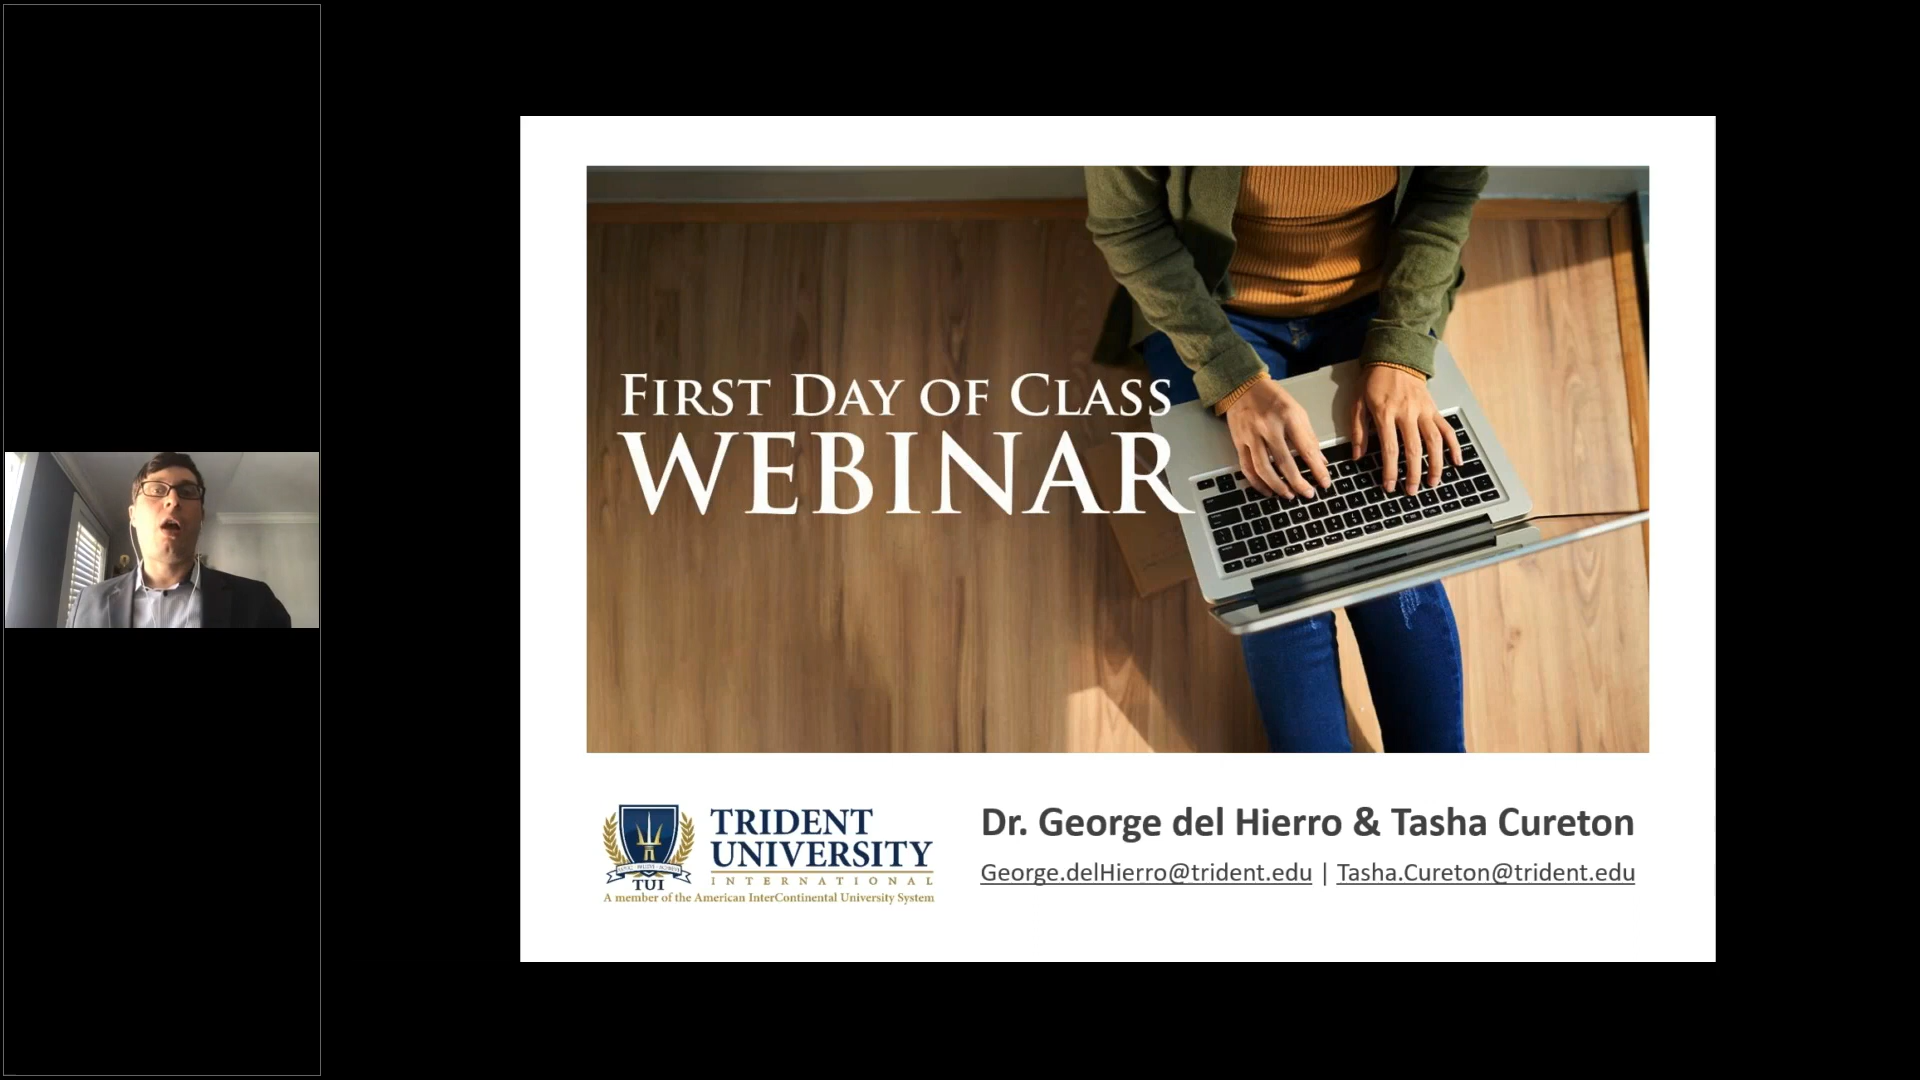 FIRST DAY OF CLASS
WEBINAR
TRIDENT
UNIVERSITY
INTERNATIONAL
TUI
A member of the American InterContinental University System
Dr. George del Hierro & Tasha Cureton
George.delHierro@trident.edu | Tasha.Cureton@trident.edu